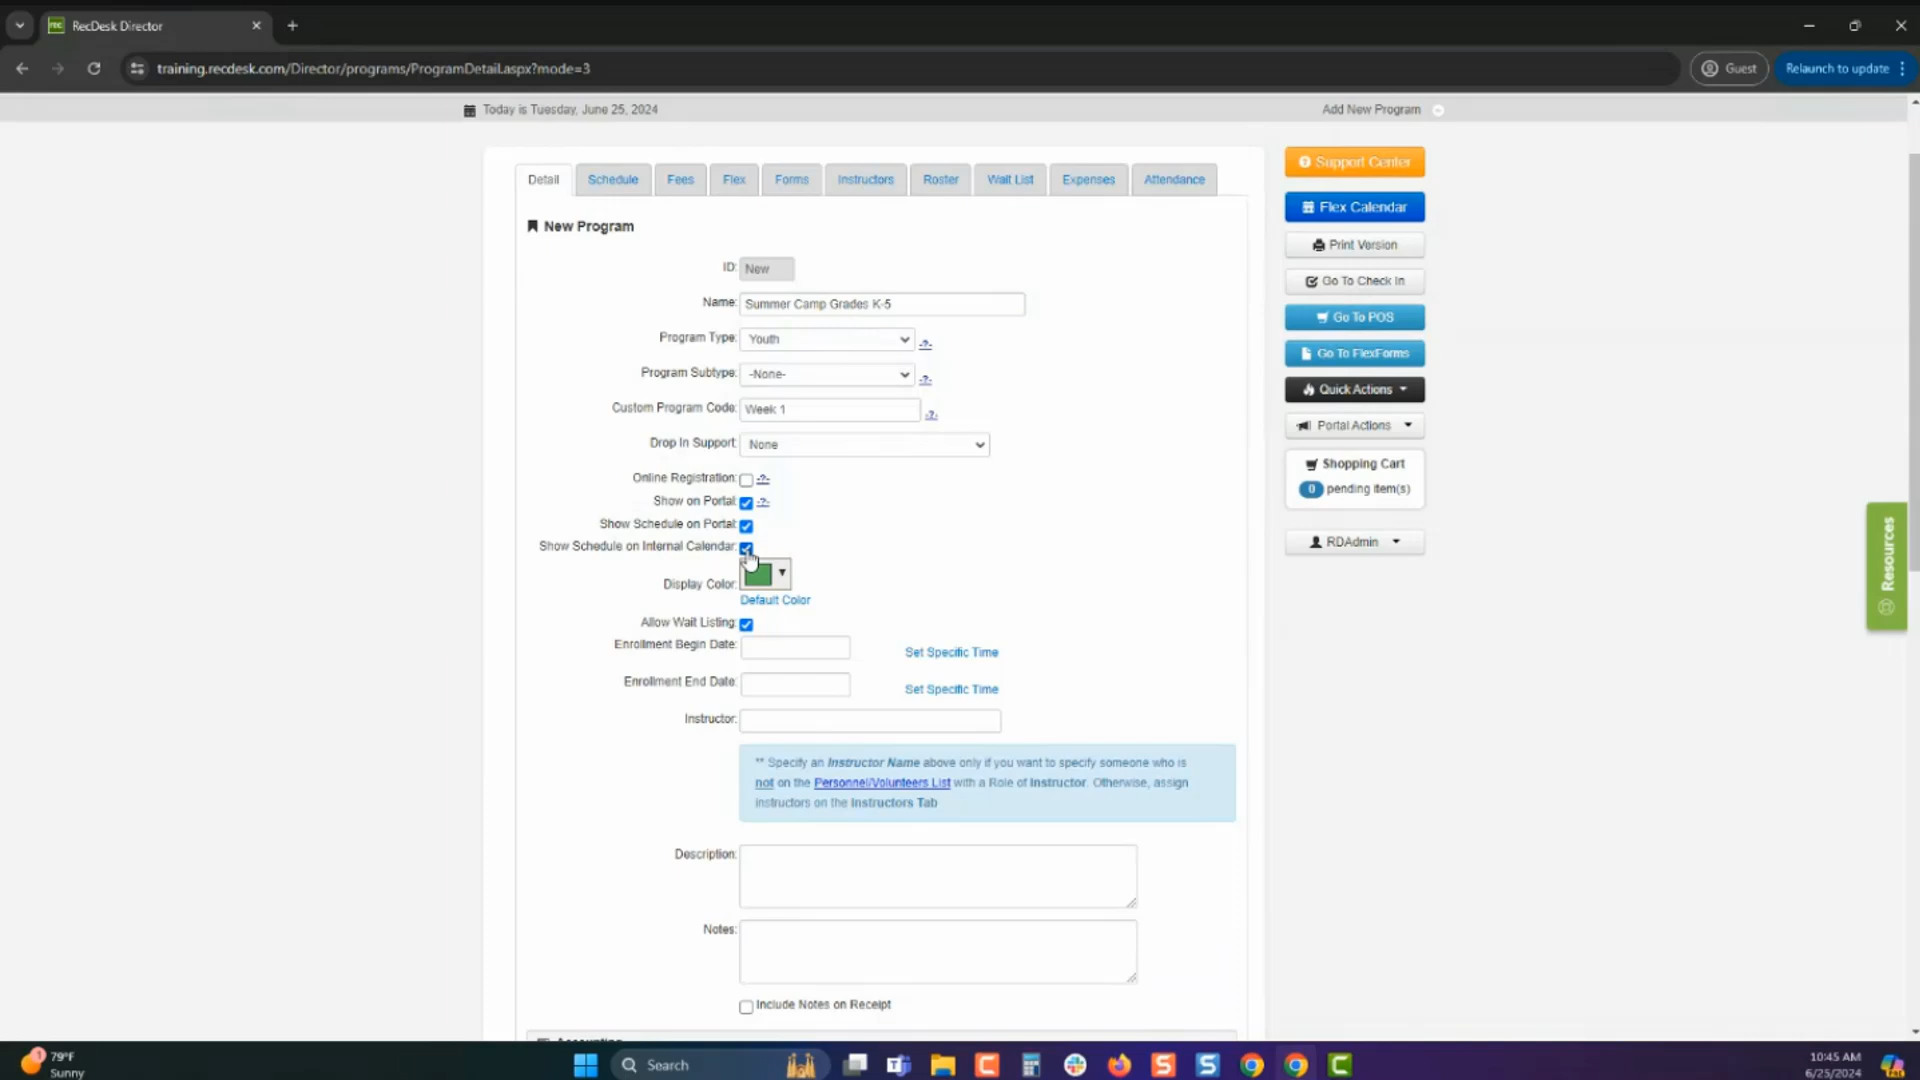 RecDesk Director
training.recdesk.com/Director/programs/ProgramDetail.aspx?mode=3
Guest
Relaunch to update
Today is Tuesday, June 25, 2024
Add New Program
Detail
Schedule
Fees
Flex
Forms
Instructors
Roster
Wait List
Expenses
Attendance
New Program
ID: New
Name: Summer Camp Grades K-5
Program Type: Youth -?-
Program Subtype: -None- -?-
Custom Program Code: Week 1 -?-
Drop In Support: None
Online Registration: -?-
Show on Portal: -?-
Show Schedule on Portal:
Show Schedule on Internal Calendar:
Display Color:
Default Color
Allow Wait Listing:
Enrollment Begin Date: Set Specific Time
Enrollment End Date: Set Specific Time
Instructor:
** Specify an Instructor Name above only if you want to specify someone who is
not on the Personnel/Volunteers List with a Role of Instructor. Otherwise, assign
instructors on the Instructors Tab
Description:
Notes:
Include Notes on Receipt
Support Center
Flex Calendar
Print Version
Go To Check In
Go To POS
Go To FlexForms
Quick Actions
Portal Actions
Shopping Cart
0 pending item(s)
RDAdmin
Resources
1
79°F
Sunny
Search
10:45 AM
6/25/2024